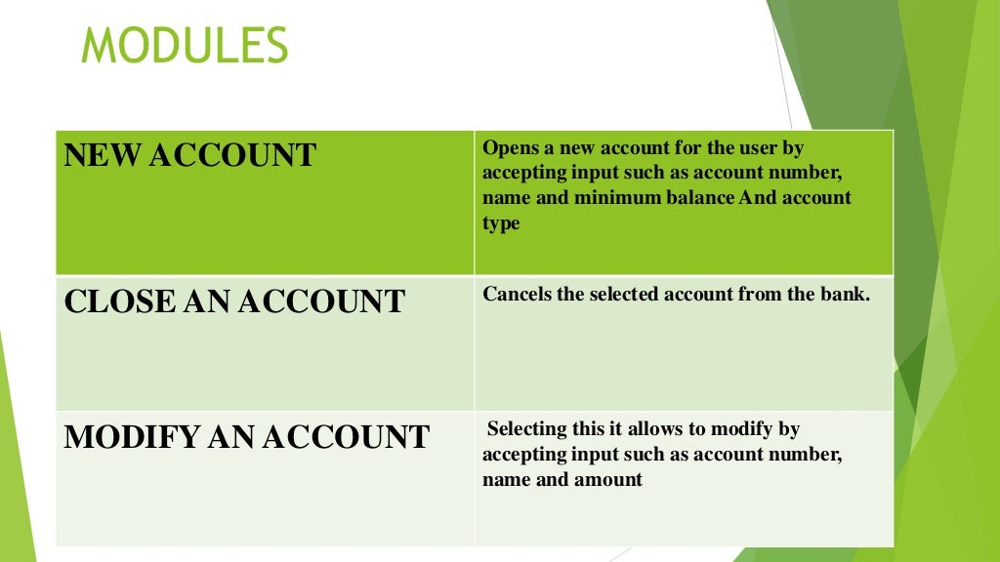 MODULES
NEW ACCOUNT
Opens a new account for the user by
accepting input such as account number,
name and minimum balance And account
type
CLOSE AN ACCOUNT
Cancels the selected account from the bank.
MODIFY AN ACCOUNT
Selecting this it allows to modify by
accepting input such as account number,
name and amount